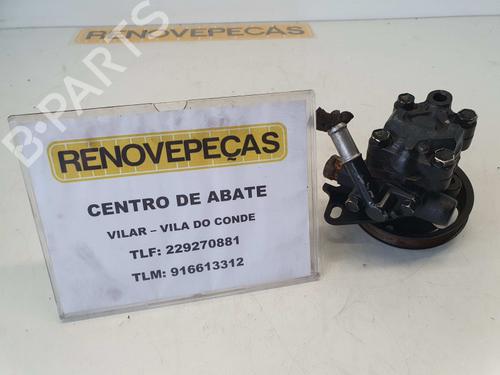 RENOVEPEÇAS
B-PARTS
RENOVEPEÇAS
CENTRO DE ABATE
VILAR – VILA DO CONDE
TLF: 229270881
TLM: 916613312